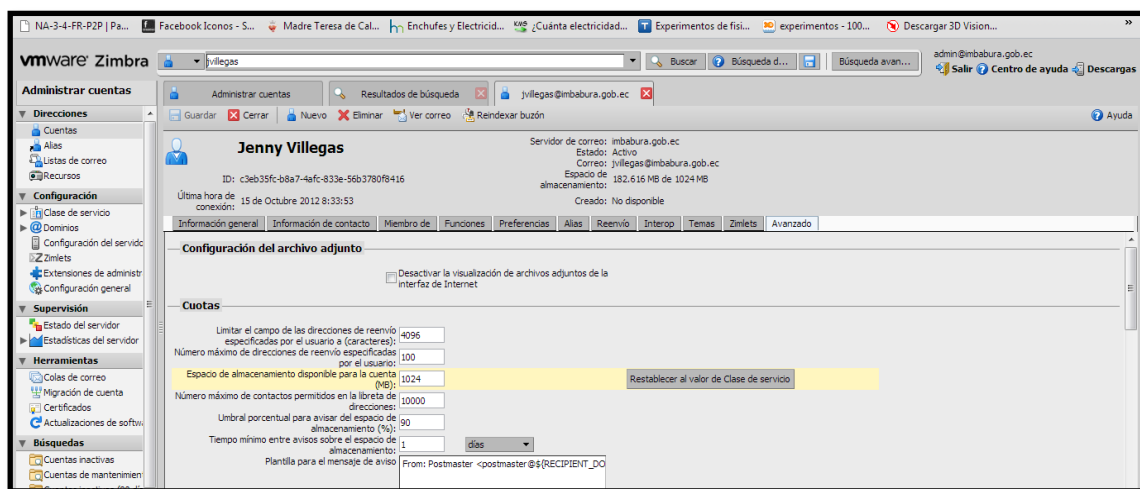 NA-3-4-FR-P2P | Pa... Facebook Iconos - S... Madre Teresa de Cal... Enchufes y Electricid... ¿Cuánta electricidad... Experimentos de fisi... experimentos - 100... Descargar 3D Vision... »
vmware Zimbra jvillegas Buscar Búsqueda d... Búsqueda avan... admin@imbabura.gob.ec
Salir Centro de ayuda Descargas
Administrar cuentas
Direcciones
Cuentas
Alias
Listas de correo
Recursos
Configuración
Clase de servicio
Dominios
Configuración del servido
Zimlets
Extensiones de administr
Configuración general
Supervisión
Estado del servidor
Estadísticas del servidor
Herramientas
Colas de correo
Migración de cuenta
Certificados
Actualizaciones de softwa
Búsquedas
Cuentas inactivas
Cuentas de mantenimien
Administrar cuentas Resultados de búsqueda jvillegas@imbabura.gob.ec
Guardar Cerrar Nuevo Eliminar Ver correo Reindexar buzón Ayuda
Jenny Villegas
ID: c3eb35fc-b8a7-4afc-833e-56b3780f8416
Última hora de conexión: 15 de Octubre 2012 8:33:53
Servidor de correo: imbabura.gob.ec
Estado: Activo
Correo: jvillegas@imbabura.gob.ec
Espacio de almacenamiento: 182.616 MB de 1024 MB
Creado: No disponible
Información general Información de contacto Miembro de Funciones Preferencias Alias Reenvío Interop Temas Zimlets Avanzado
Configuración del archivo adjunto
Desactivar la visualización de archivos adjuntos de la
interfaz de Internet
Cuotas
Limitar el campo de las direcciones de reenvío
especificadas por el usuario a (caracteres): 4096
Número máximo de direcciones de reenvío especificadas
por el usuario: 100
Espacio de almacenamiento disponible para la cuenta
(MB): 1024 Restablecer al valor de Clase de servicio
Número máximo de contactos permitidos en la libreta de
direcciones: 10000
Umbral porcentual para avisar del espacio de
almacenamiento (%): 90
Tiempo mínimo entre avisos sobre el espacio de
almacenamiento: 1 días
Plantilla para el mensaje de aviso From: Postmaster <postmaster@${RECIPIENT_DO